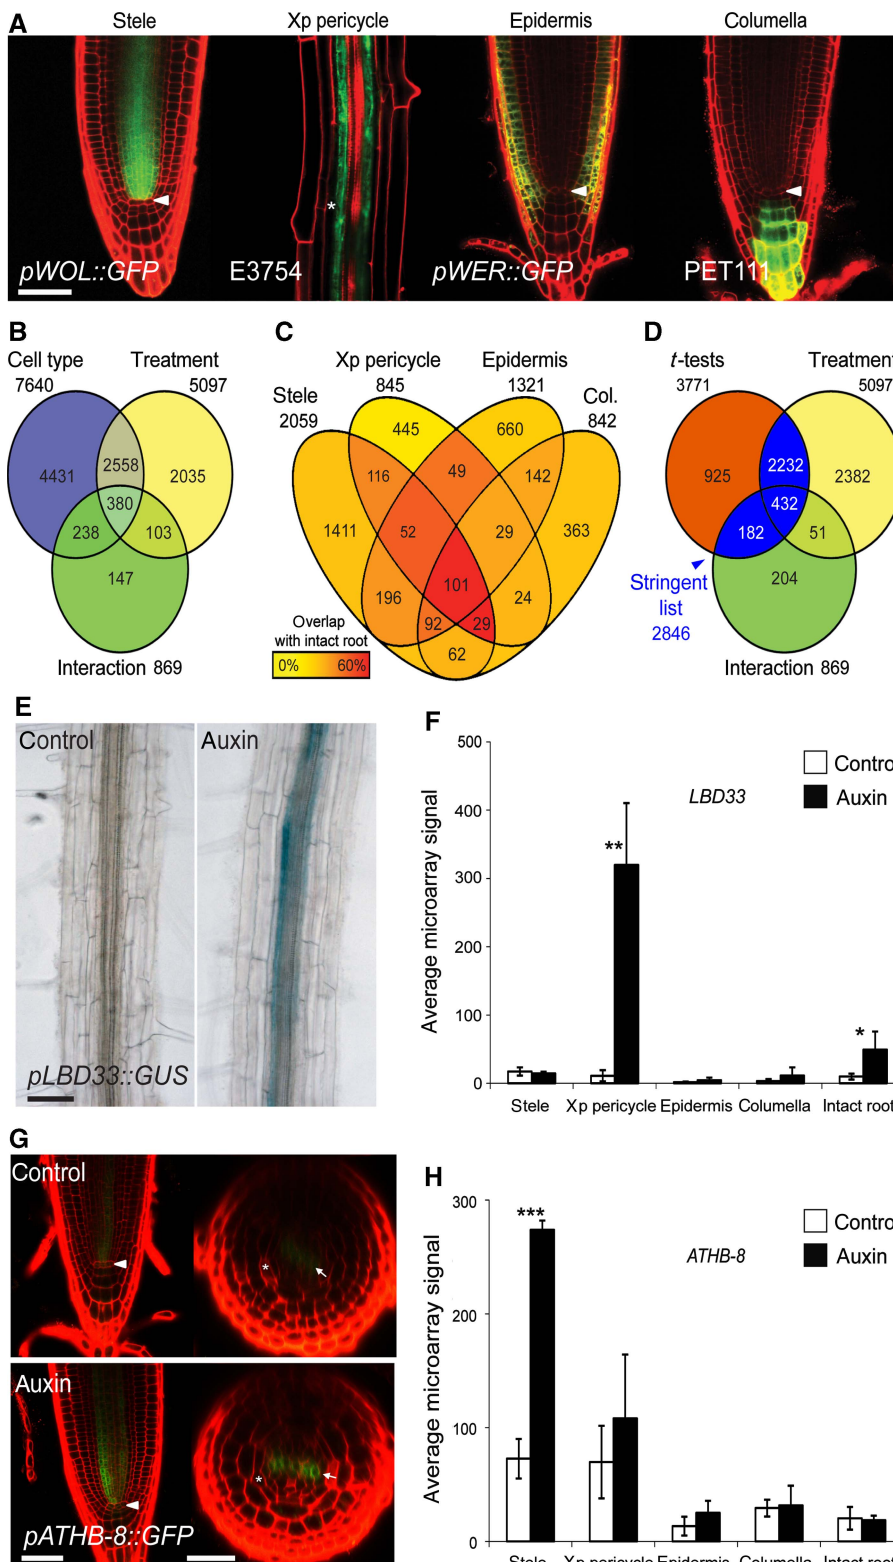 A
Stele Xp pericycle Epidermis Columella
*
pWOL::GFP E3754 pWER::GFP PET111
B
Cell type Treatment
7640 5097
4431 2558 2035
380
238 103
147
Interaction 869
C
Xp pericycle Epidermis
845 1321
Stele Col.
2059 842
445 660
116 49 142
1411 52 29 363
101
196 24
92 29
62
Overlap
with intact root
0% 60%
D
t-tests Treatment
3771 5097
925 2232 2382
432
182 51
204
Stringent
list
2846
Interaction 869
E
Control Auxin
pLBD33::GUS
F
Average microarray signal
500
400
300
200
100
0
LBD33
Contro
Auxin
**
*
Stele Xp pericycle Epidermis Columella Intact root
G
Control
* *
Auxin
pATHB-8::GFP
H
Average microarray signal
300
200
100
0
ATHB-8
Contro
Auxin
***
Stele Xp pericycle Epidermis Columella Intact root